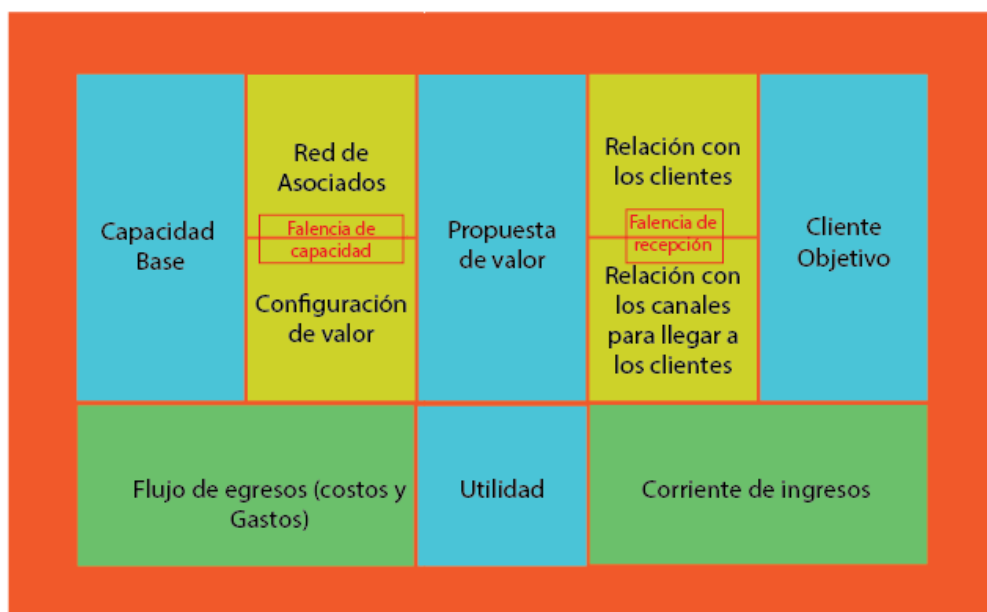 Capacidad
Base
Red de
Asociados
Falencia de
capacidad
Configuración
de valor
Propuesta
de valor
Relación con
los clientes
Falencia de
recepción
Relación con
los canales
para llegar a
los clientes
Cliente
Objetivo
Flujo de egresos (costos y
Gastos)
Utilidad
Corriente de ingresos